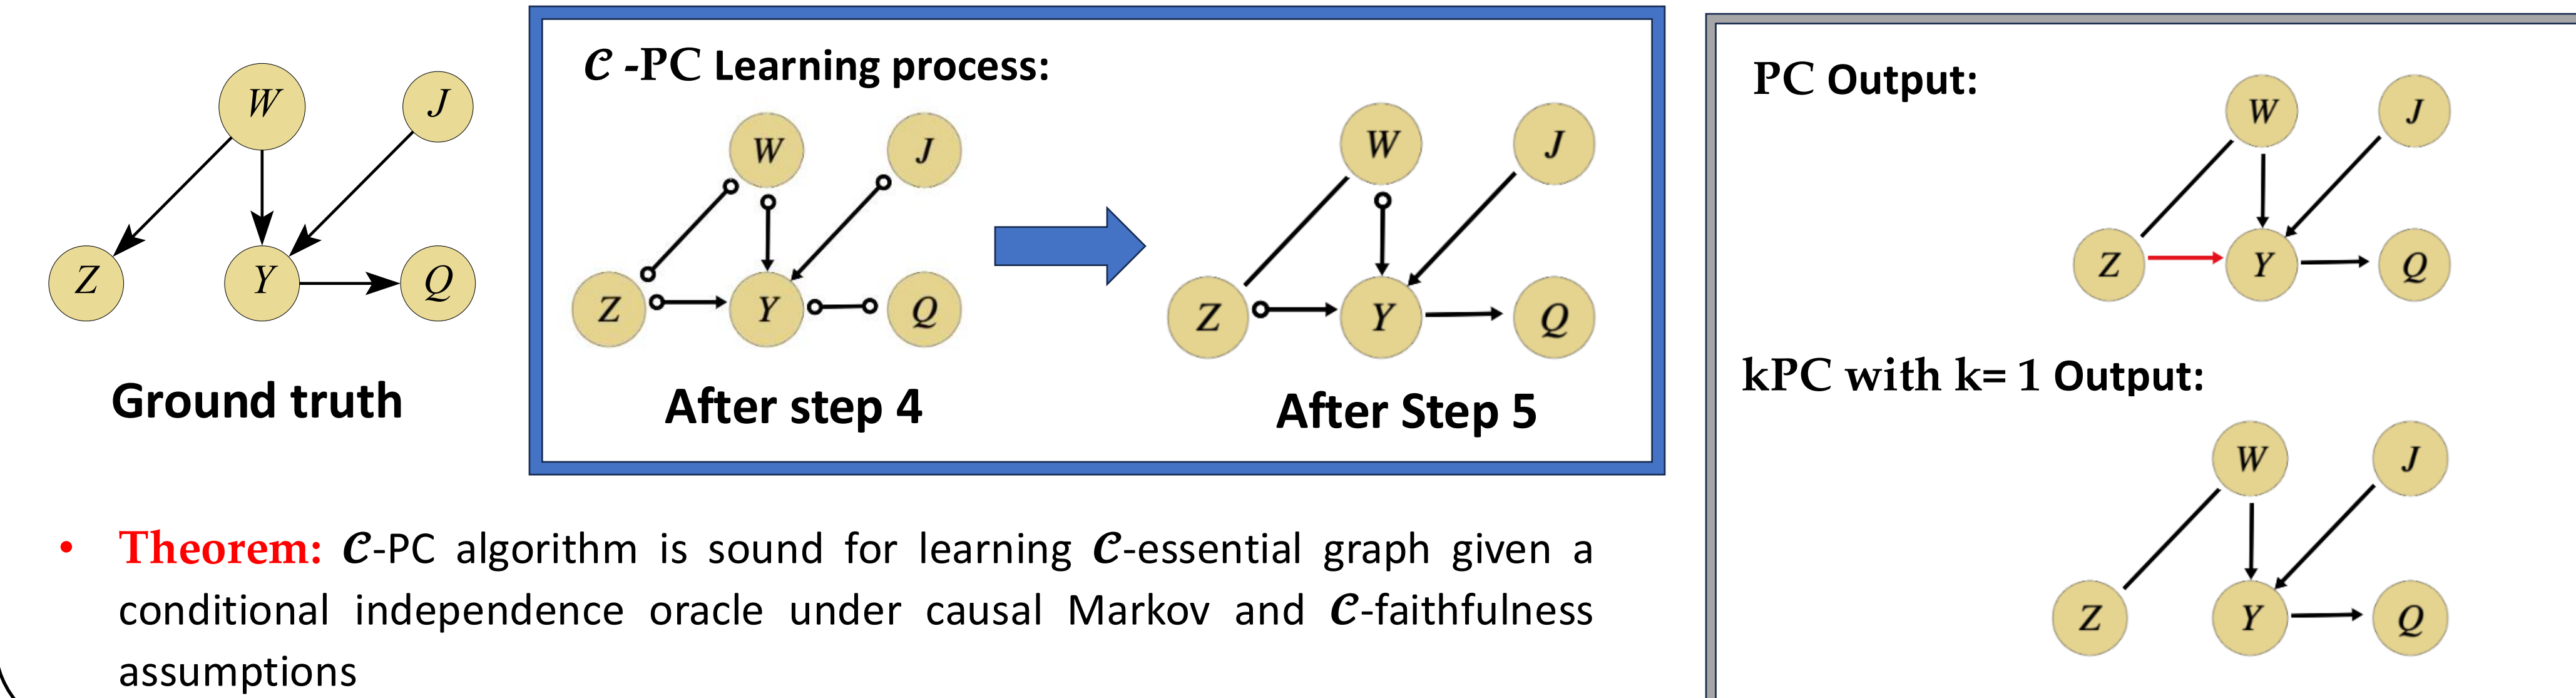 W J
Z Y Q
Ground truth
𝓒 -PC Learning process:
W J
Z Y Q
After step 4
W J
Z Y Q
After Step 5
• Theorem: 𝓒-PC algorithm is sound for learning 𝓒-essential graph given a
conditional independence oracle under causal Markov and 𝓒-faithfulness
assumptions
PC Output:
W J
Z Y Q
kPC with k= 1 Output:
W J
Z Y Q